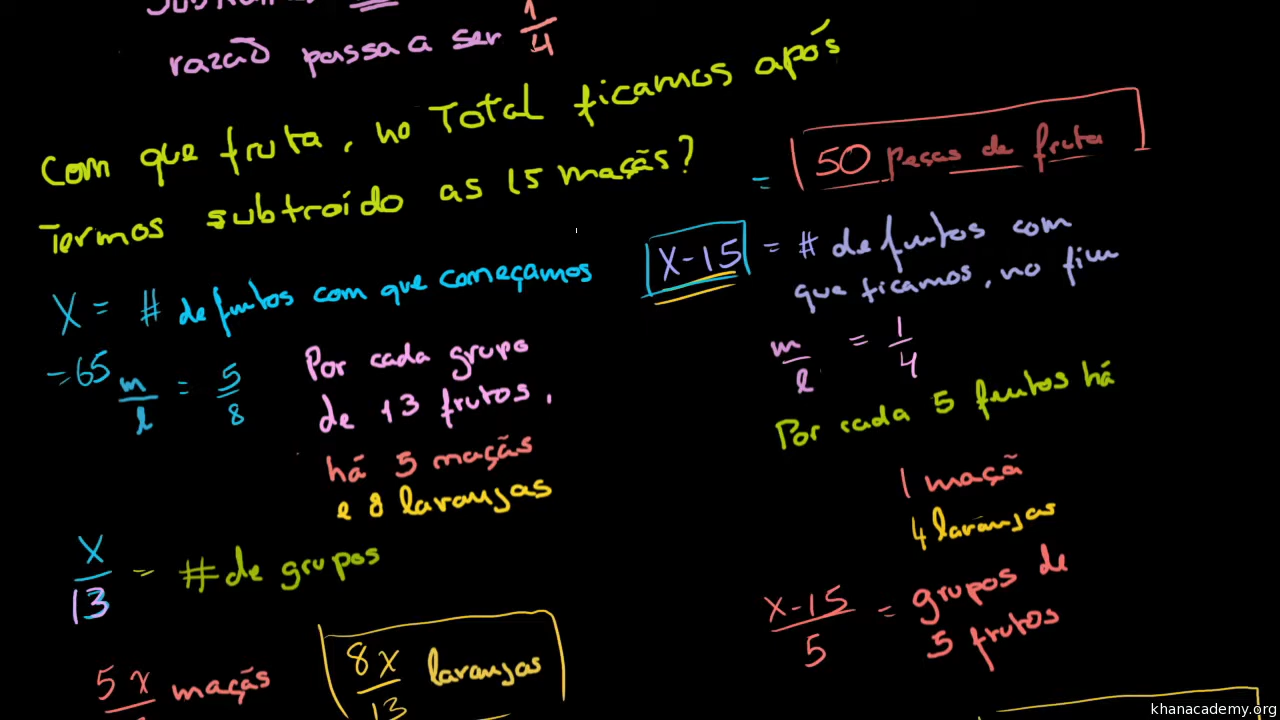 razão passa a ser 1/4
Com que fruta, no Total ficamos após
Termos subtraído as 15 maçãs?
= 50 peças de fruta
X = # de frutos com que começamos
= 65
m/l = 5/8
Por cada grupo
de 13 frutos,
há 5 maçãs
e 8 laranjas
X/13 = # de grupos
5x maçãs
8x/13 laranjas
X-15 = # de frutos com
que ficamos, no fim
m/l = 1/4
Por cada 5 frutos há
1 maçã
4 laranjas
X-15/5 = grupos de
5 frutos
khanacademy.org